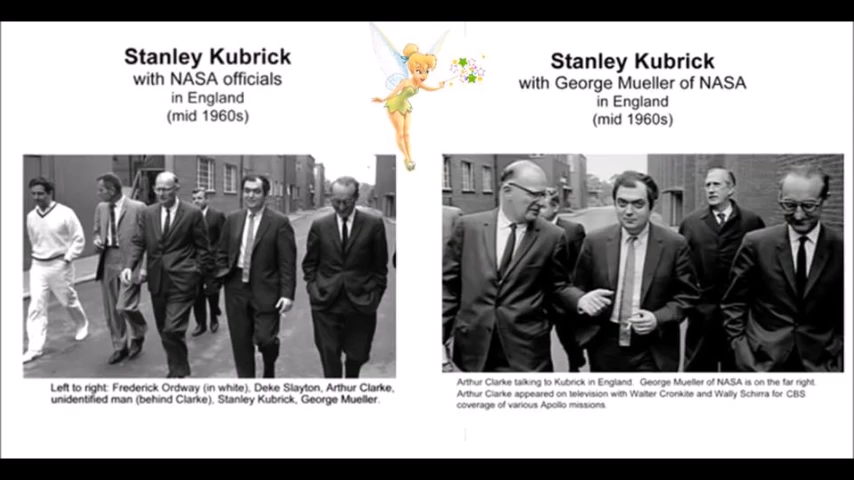 Stanley Kubrick
with NASA officials
in England
(mid 1960s)
Left to right: Frederick Ordway (in white), Deke Slayton, Arthur Clarke,
unidentified man (behind Clarke), Stanley Kubrick, George Mueller.
Stanley Kubrick
with George Mueller of NASA
in England
(mid 1960s)
Arthur Clarke talking to Kubrick in England. George Mueller of NASA is on the far right.
Arthur Clarke appeared on television with Walter Cronkite and Wally Schirra for CBS
coverage of various Apollo missions.